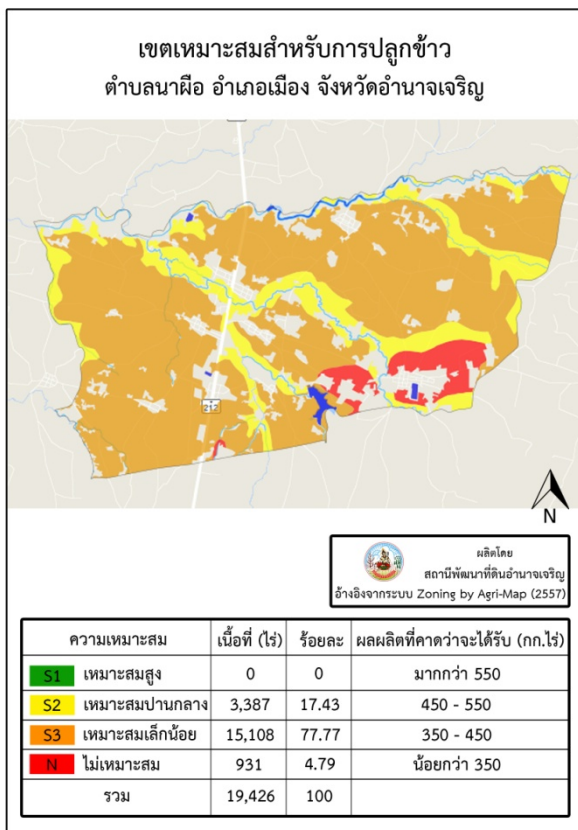 เขตเหมาะสมสำหรับการปลูกข้าว
ตำบลนาผือ อำเภอเมือง จังหวัดอำนาจเจริญ
212
N
ผลิตโดย
สถานีพัฒนาที่ดินอำนาจเจริญ
อ้างอิงจากระบบ Zoning by Agri-Map (2557)
ความเหมาะสม เนื้อที่ (ไร่) ร้อยละ ผลผลิตที่คาดว่าจะได้รับ (กก.ไร่)
S1 เหมาะสมสูง 0 0 มากกว่า 550
S2 เหมาะสมปานกลาง 3,387 17.43 450 - 550
S3 เหมาะสมเล็กน้อย 15,108 77.77 350 - 450
N ไม่เหมาะสม 931 4.79 น้อยกว่า 350
รวม 19,426 100